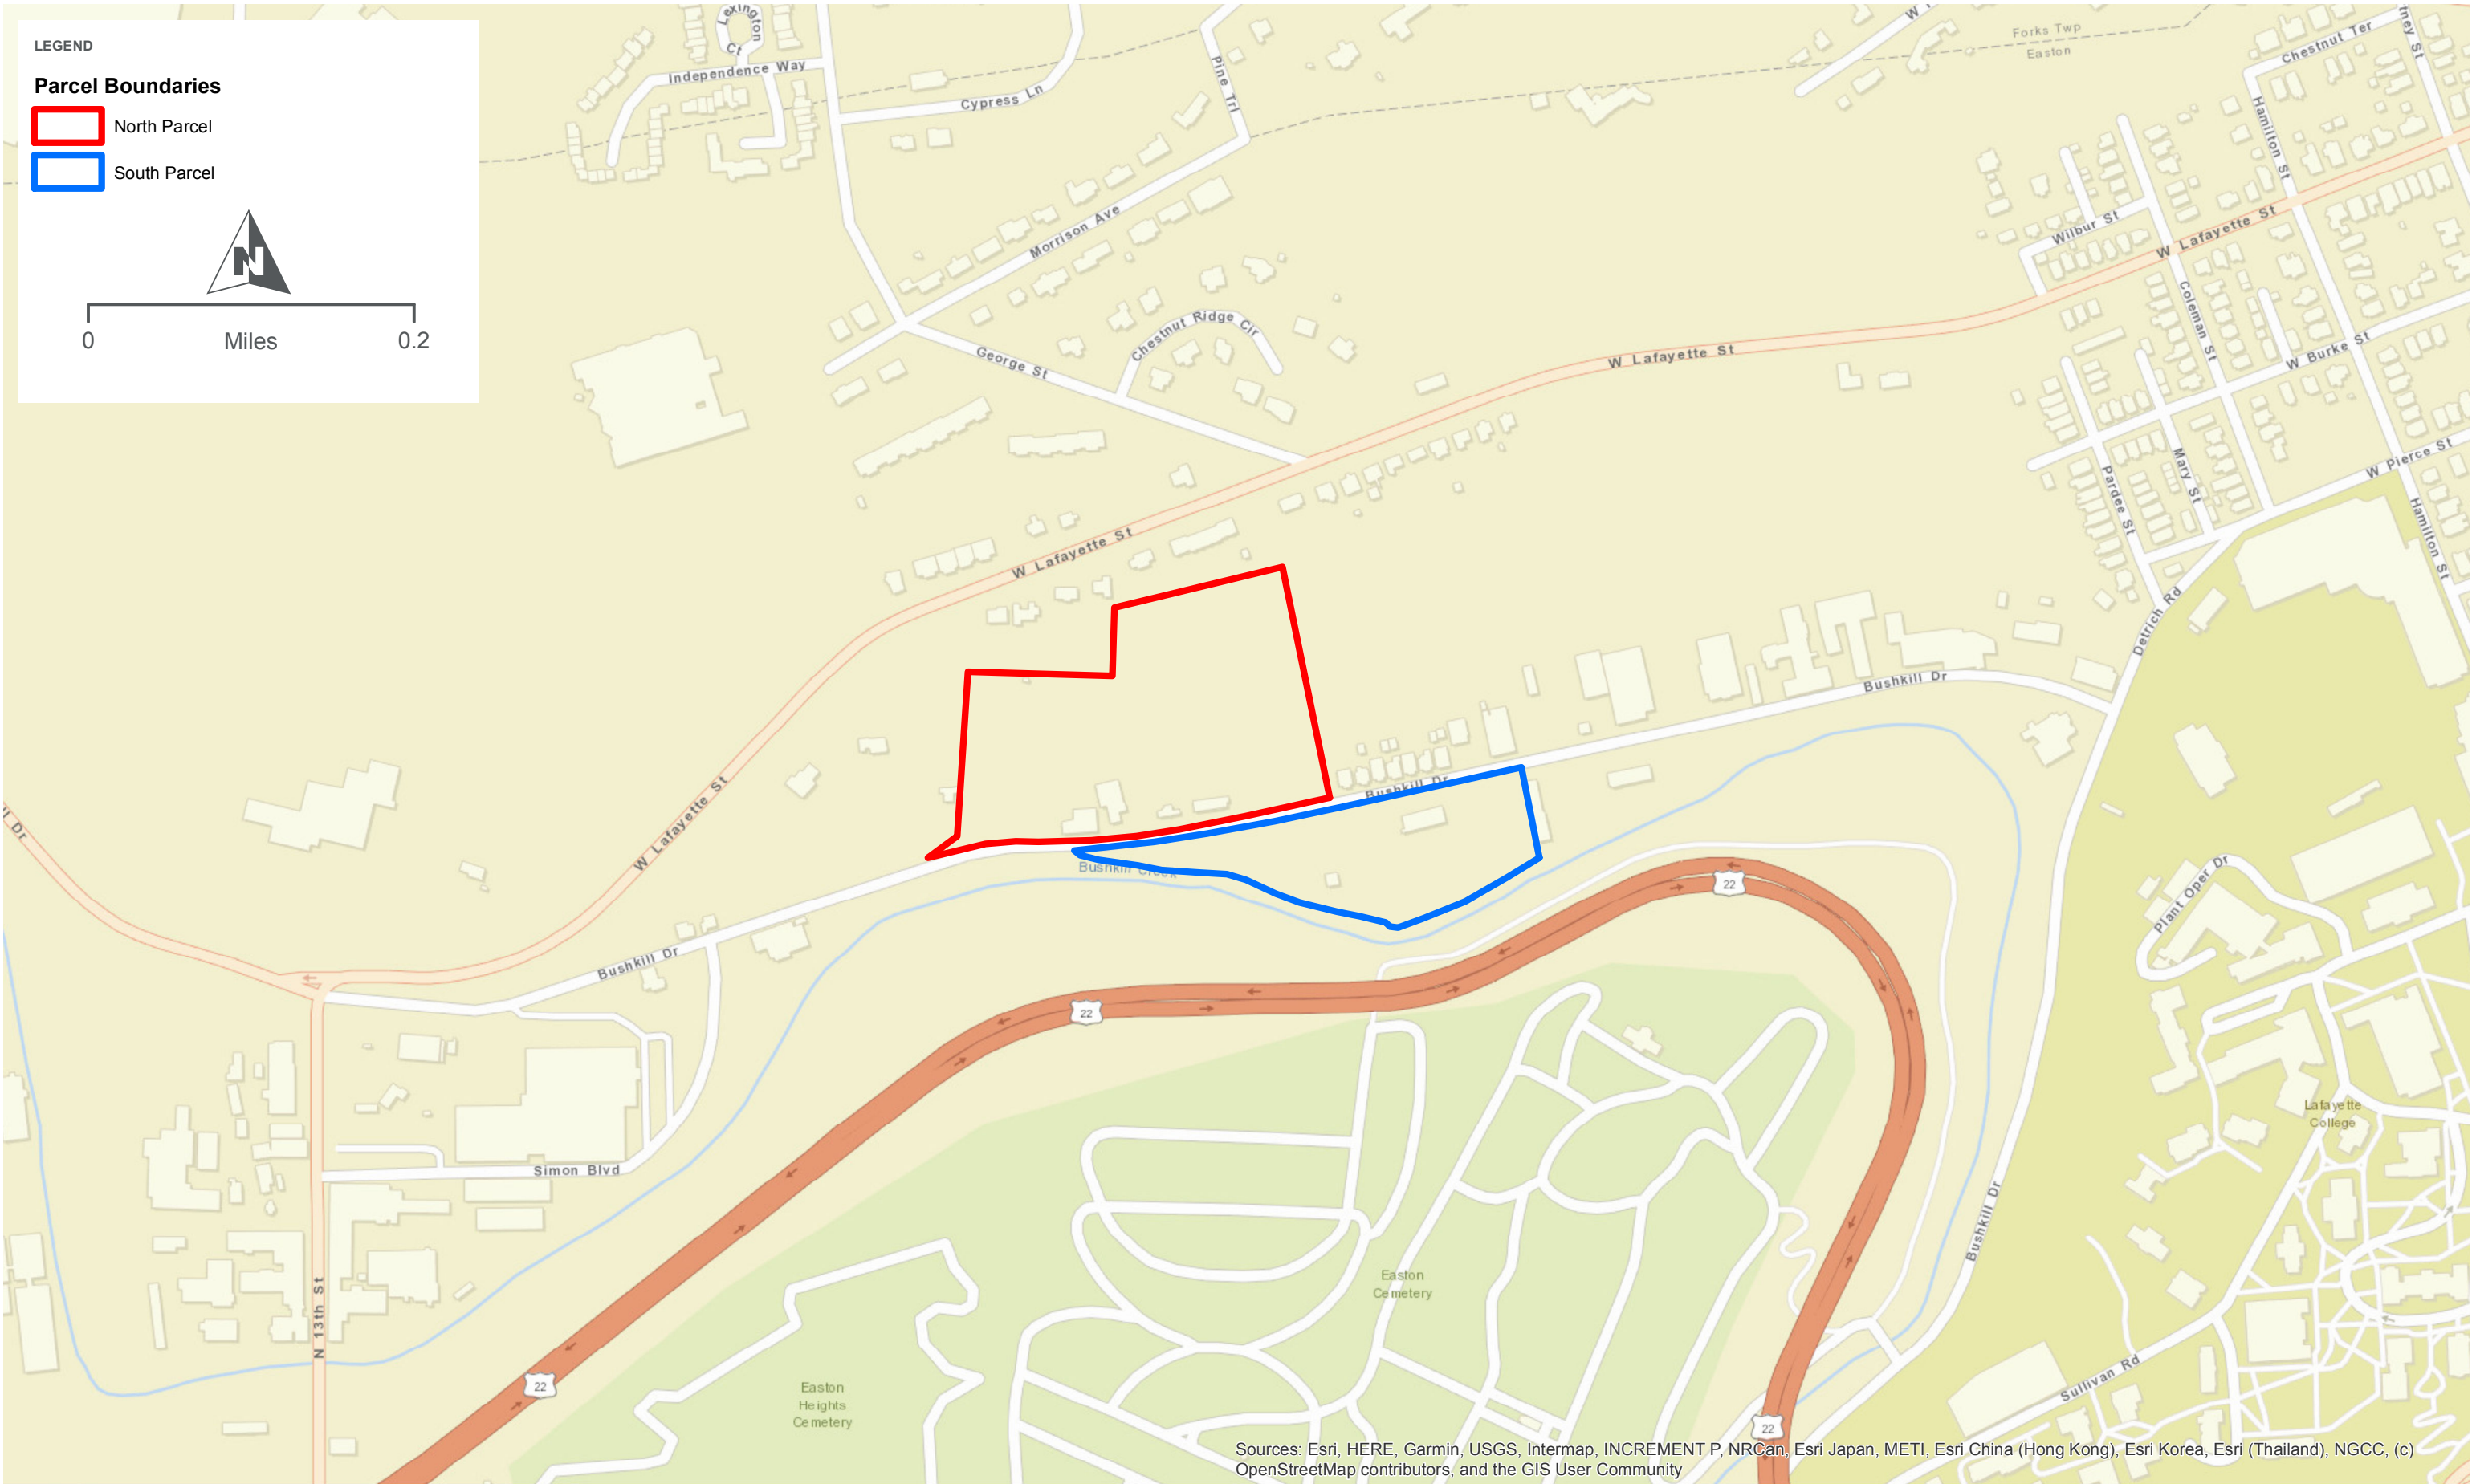 LEGEND
Parcel Boundaries
North Parcel
South Parcel
N
0
Miles
0.2
Lexington
Ct
Independence Way
Cypress Ln
Pine Trl
Forks Twp
Easton
Chestnut Ter
Hamilton St
Morrison Ave
Wilbur St
W Lafayette St
Chestnut Ridge Cir
George St
W Lafayette St
Coleman St
W Burke St
W Pierce St
Mary St
Pardee St
Hamilton St
W Lafayette St
Detrich Rd
Bushkill Dr
Bushkill Dr
W Lafayette St
Bushkill Creek
22
Plant Oper Dr
Bushkill Dr
22
Lafayette
College
Simon Blvd
Bushkill Dr
Easton
Cemetery
N 13th St
22
Easton
Heights
Cemetery
Sullivan Rd
22
Sources: Esri, HERE, Garmin, USGS, Intermap, INCREMENT P, NRCan, Esri Japan, METI, Esri China (Hong Kong), Esri Korea, Esri (Thailand), NGCC, (c)
OpenStreetMap contributors, and the GIS User Community